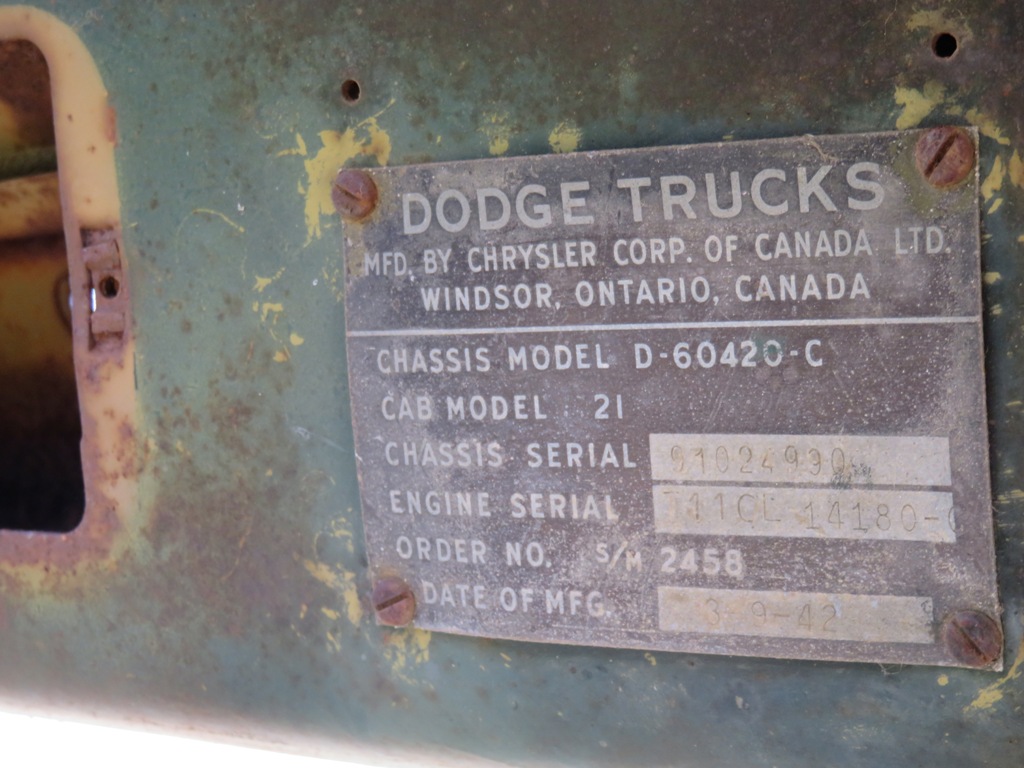 DODGE TRUCKS
MFD. BY CHRYSLER CORP. OF CANADA LTD.
WINDSOR, ONTARIO, CANADA
CHASSIS MODEL D-60420-C
CAB MODEL 21
CHASSIS SERIAL 91024930
ENGINE SERIAL
ORDER NO. S/M 2458
DATE OF MFG. 3-9-42